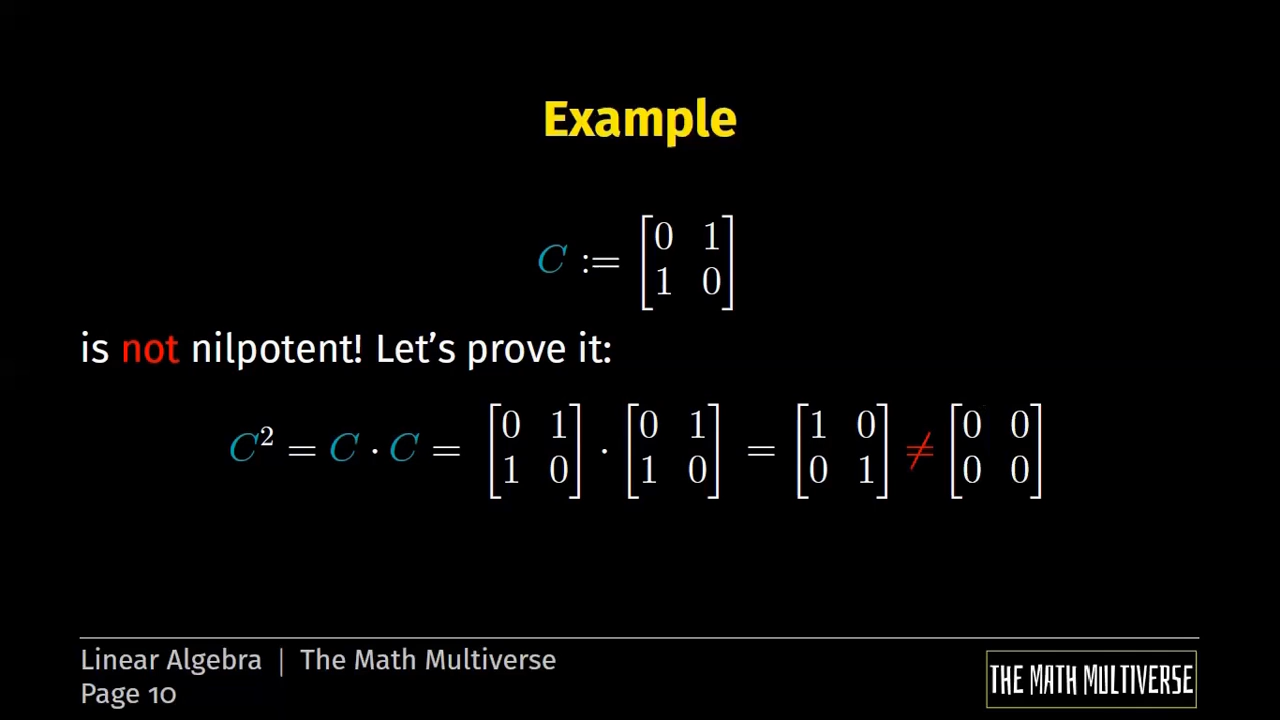 Example
C := [0 1
1 0]
is not nilpotent! Let's prove it:
C² = C · C = [0 1
1 0] · [0 1
1 0] = [1 0
0 1] ≠ [0 0
0 0]
Linear Algebra | The Math Multiverse
Page 10
THE MATH MULTIVERSE